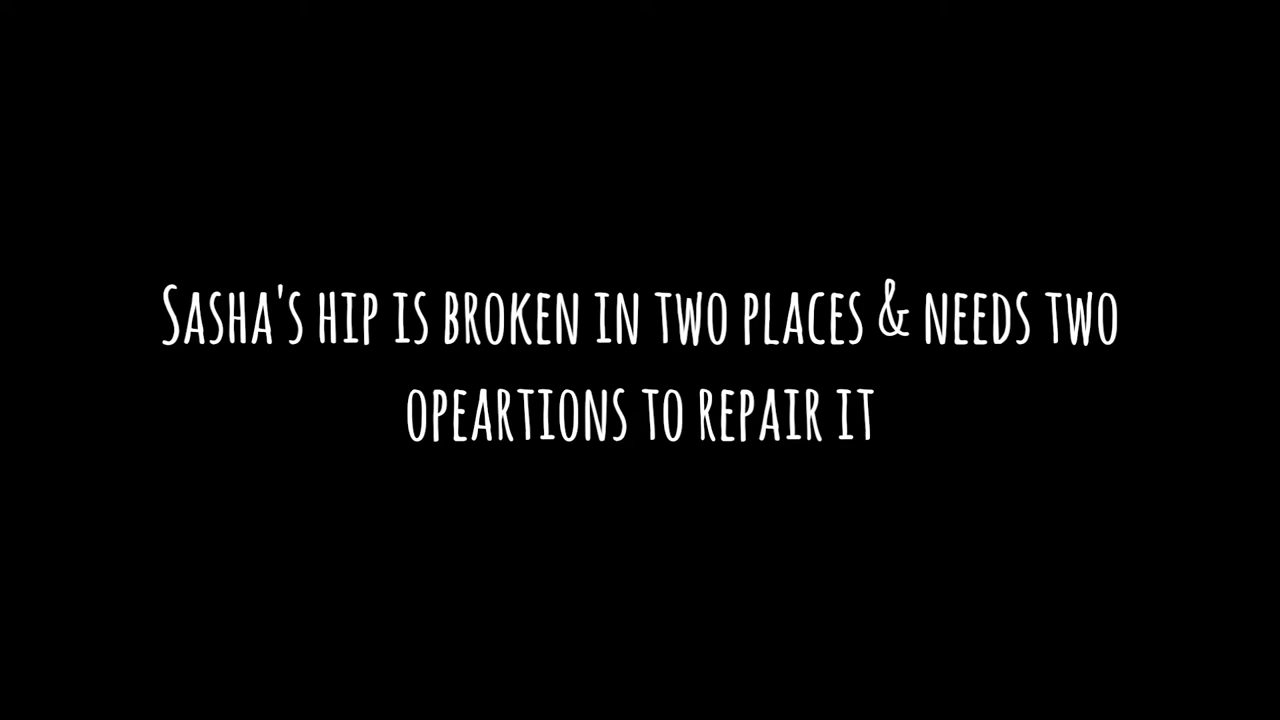 Sasha's hip is broken in two places & needs two
opeartions to repair it